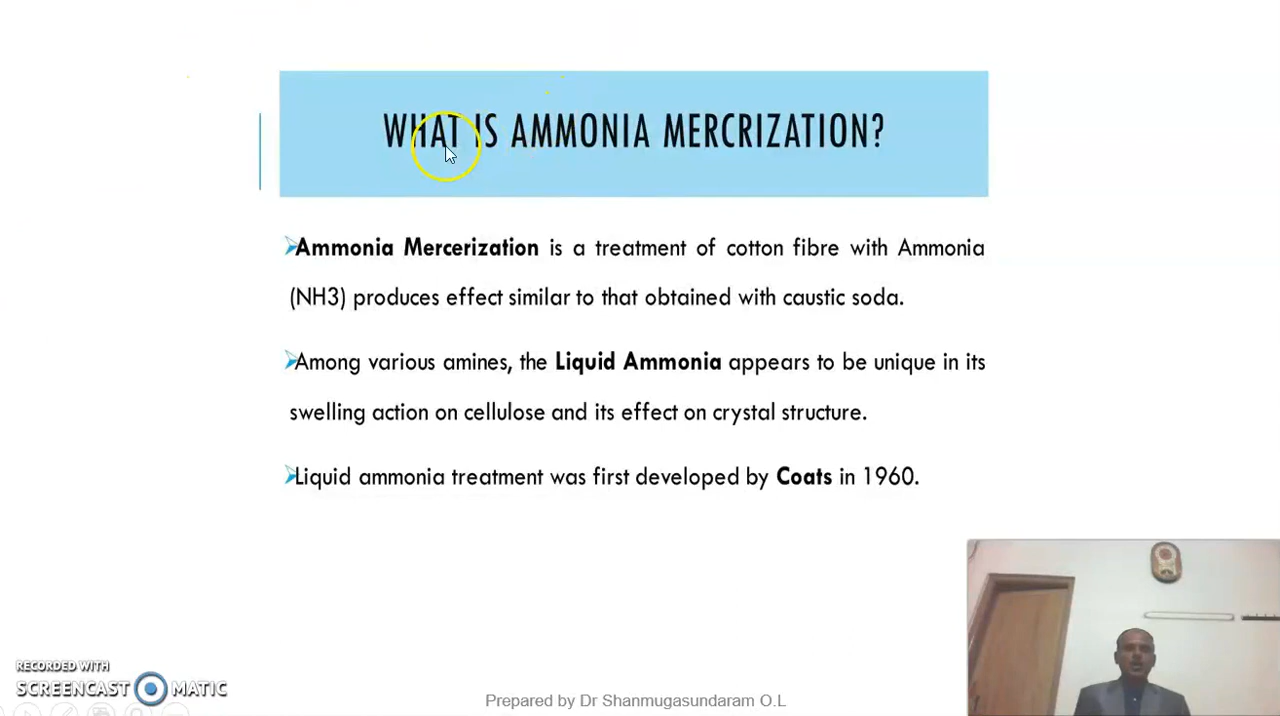 WHAT IS AMMONIA MERCRIZATION?
➢Ammonia Mercerization is a treatment of cotton fibre with Ammonia
(NH3) produces effect similar to that obtained with caustic soda.
➢Among various amines, the Liquid Ammonia appears to be unique in its
swelling action on cellulose and its effect on crystal structure.
➢Liquid ammonia treatment was first developed by Coats in 1960.
RECORDED WITH
SCREENCAST MATIC
Prepared by Dr Shanmugasundaram O.L